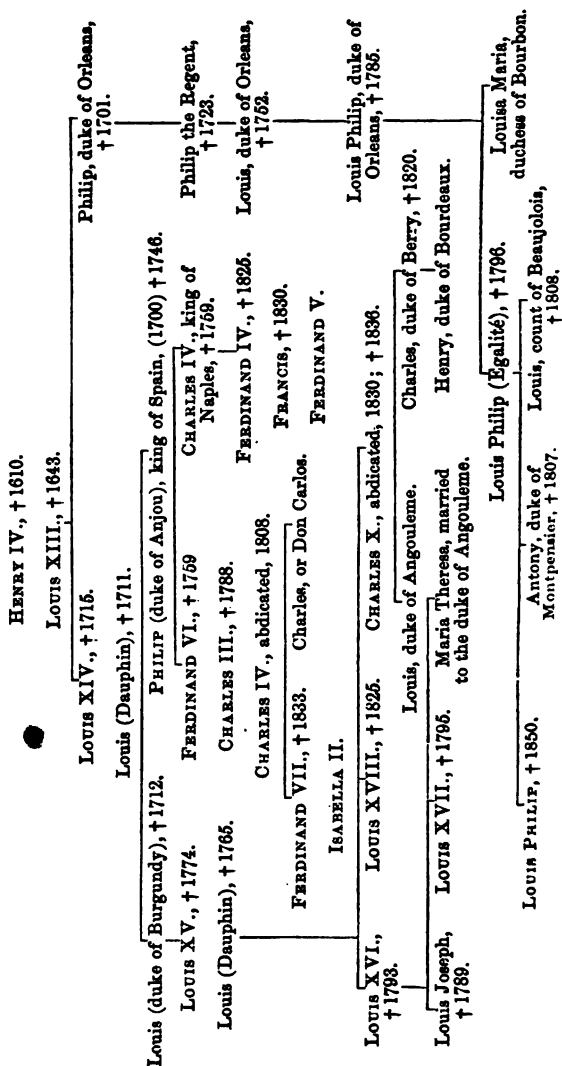 HENRY IV., †1610.
LOUIS XIII., †1643.
LOUIS XIV., †1715.
Philip, duke of Orleans,
†1701.
Louis (Dauphin), †1711.
Louis (duke of Burgundy), †1712.
PHILIP (duke of Anjou), king of Spain, (1700) †1746.
LOUIS XV., †1774.
FERDINAND VI., †1759
CHARLES IV., king of
Naples, †1759.
Philip the Regent,
†1723.
Louis (Dauphin), †1765.
CHARLES III., †1788.
FERDINAND IV., †1825.
Louis, duke of Orleans,
†1752.
CHARLES IV., abdicated, 1808.
FRANCIS, †1830.
FERDINAND VII., †1833.
Charles, or Don Carlos.
FERDINAND V.
ISABELLA II.
LOUIS XVI.,
†1793.
LOUIS XVIII., †1825.
CHARLES X., abdicated, 1830; †1836.
Louis Philip, duke of
Orleans, †1785.
Louis, duke of Angouleme.
Charles, duke of Berry, †1820.
Louis Joseph,
†1789.
LOUIS XVII., †1795.
Maria Theresa, married
to the duke of Angouleme.
Henry, duke of Bourdeaux.
Louis Philip (Egalité), †1796.
Louisa Maria,
duchess of Bourbon.
LOUIS PHILIP, †1850.
Antony, duke of
Montpensier, †1807.
Louis, count of Beaujolois,
†1808.